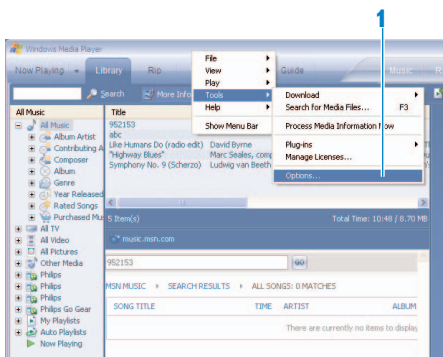 1
Windows Media Player
Now Playing Library Rip Guide Music R
Search More Info
File
View
Play
Tools
Help
Show Menu Bar
Download
Search for Media Files... F3
Process Media Information Now
Plug-ins
Manage Licenses...
Options...
All Music
All Music
Album Artist
Contributing A
Composer
Album
Genre
Year Released
Rated Songs
Purchased Mu
All TV
All Video
All Pictures
Other Media
Philips
Philips
Philips
Philips Go Gear
My Playlists
Auto Playlists
Now Playing
Title
952153
abc
Like Humans Do (radio edit) David Byrne
"Highway Blues" Marc Seales, comp
Symphony No. 9 (Scherzo) Ludwig van Beeth
5 Item(s) Total Time: 10:48 / 8.70 MB
music.msn.com
952153 GO
MSN MUSIC SEARCH RESULTS ALL SONGS: 0 MATCHES
SONG TITLE TIME ARTIST ALBUM
There are currently no items to display